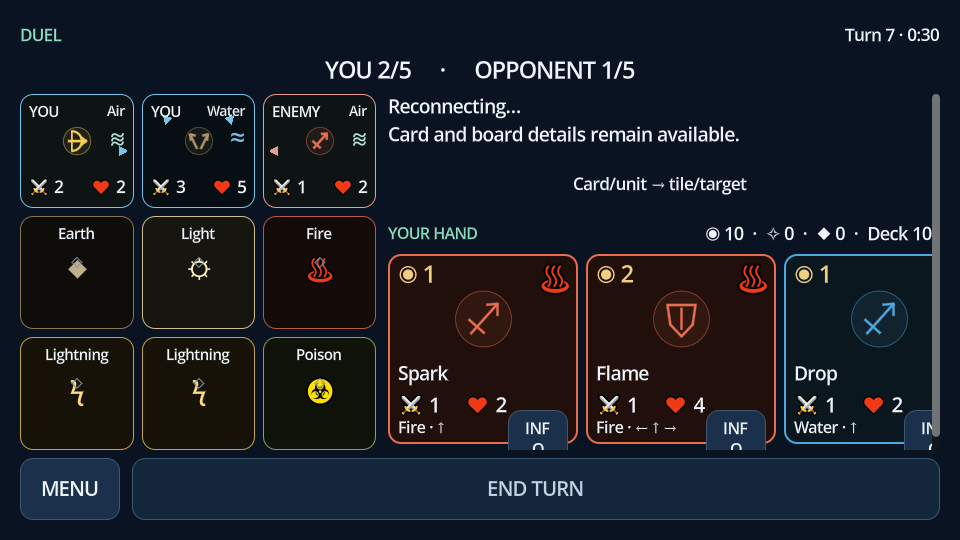 DUEL
Turn 7 · 0:30
YOU 2/5 · OPPONENT 1/5
YOU Air
2 2
YOU Water
3 5
ENEMY Air
1 2
Earth
Light
Fire
Lightning
Lightning
Poison
Reconnecting...
Card and board details remain available.
Card/unit → tile/target
YOUR HAND
◉ 10 · ✧ 0 · ◆ 0 · Deck 10
◉ 1
Spark
1 2
Fire · ↑
INF
◉ 2
Flame
1 4
Fire · ← ↑ →
INF
◉ 1
Drop
1 2
Water · ↑
MENU
END TURN